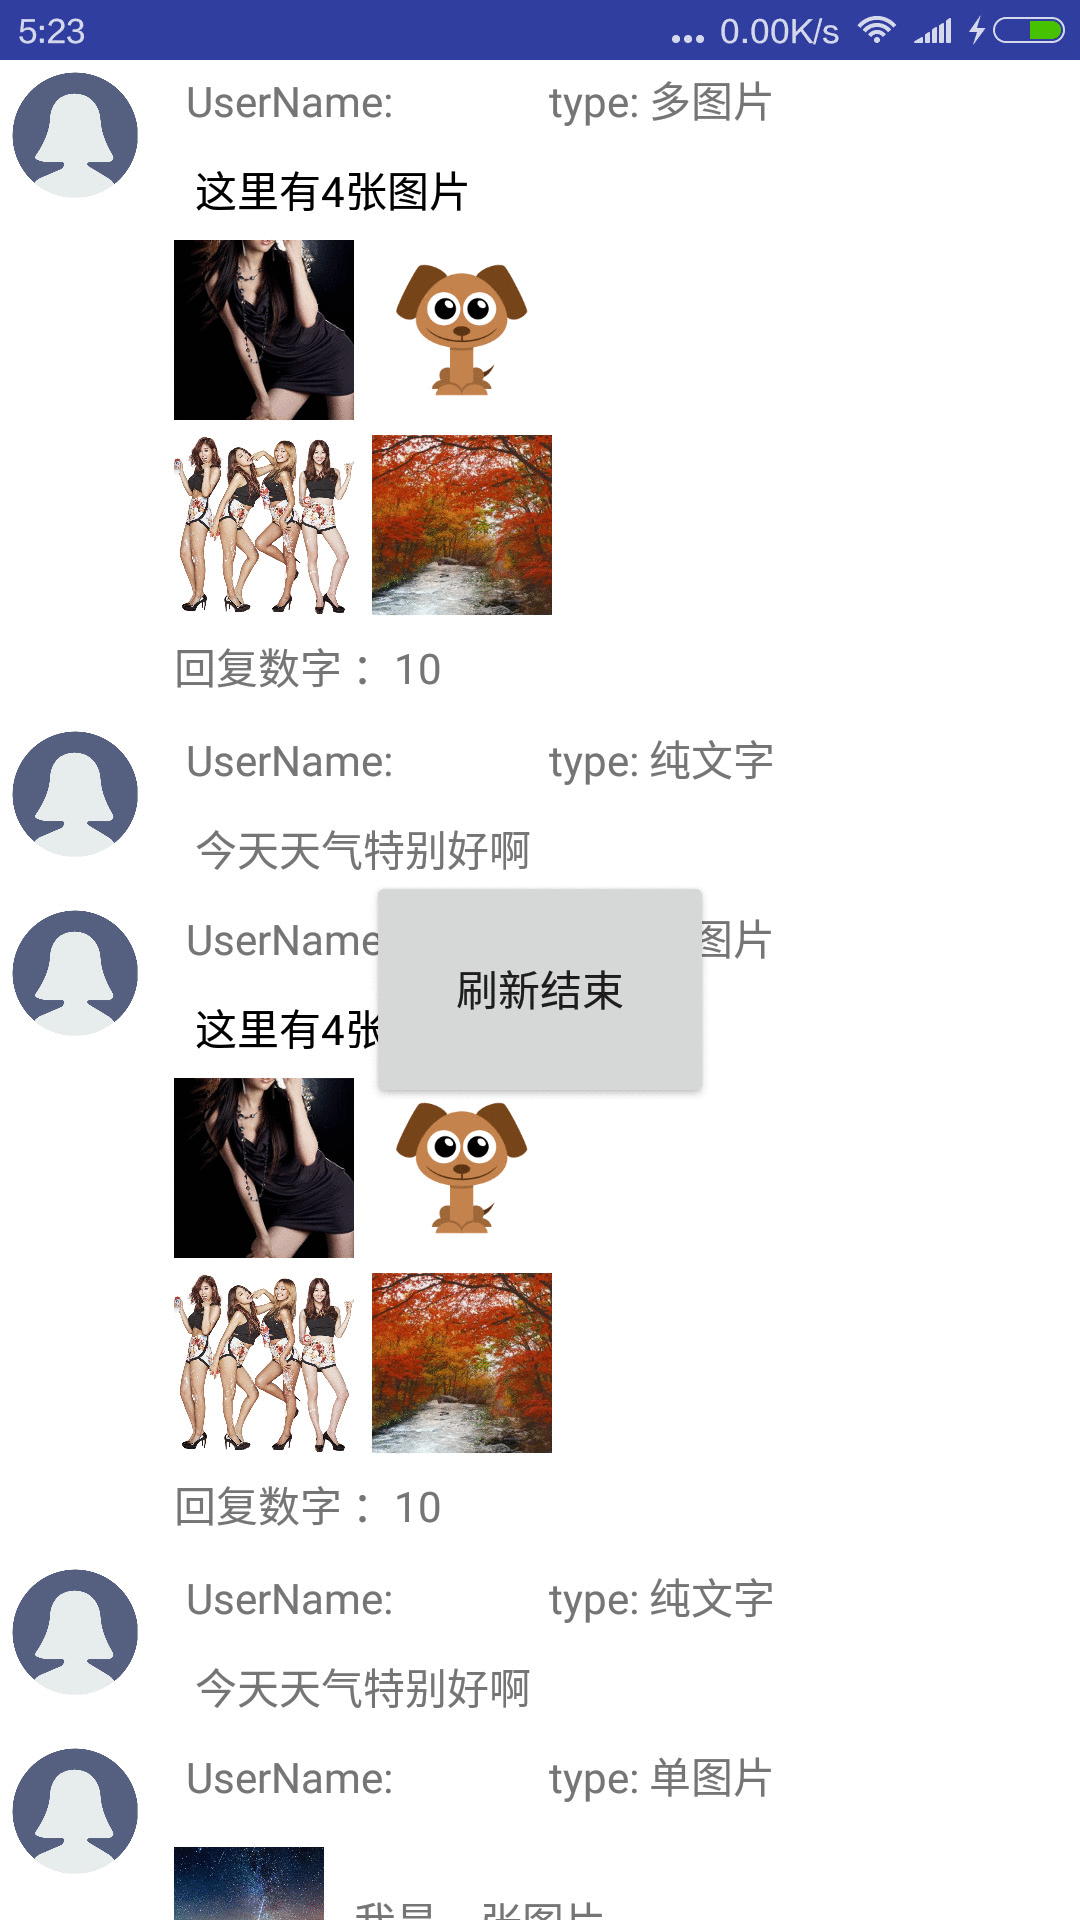 5:23 ... 0.00K/s
UserName: type: 多图片
这里有4张图片
回复数字 : 10
UserName: type: 纯文字
今天天气特别好啊
UserName 图片
这里有4张
刷新结束
回复数字 : 10
UserName: type: 纯文字
今天天气特别好啊
UserName: type: 单图片